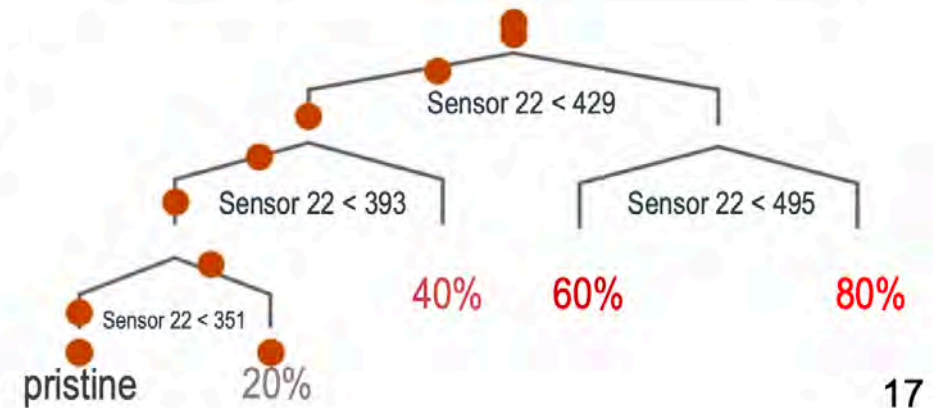 Sensor 22 < 429
Sensor 22 < 393
Sensor 22 < 495
40%
60%
80%
Sensor 22 < 351
pristine
20%
17